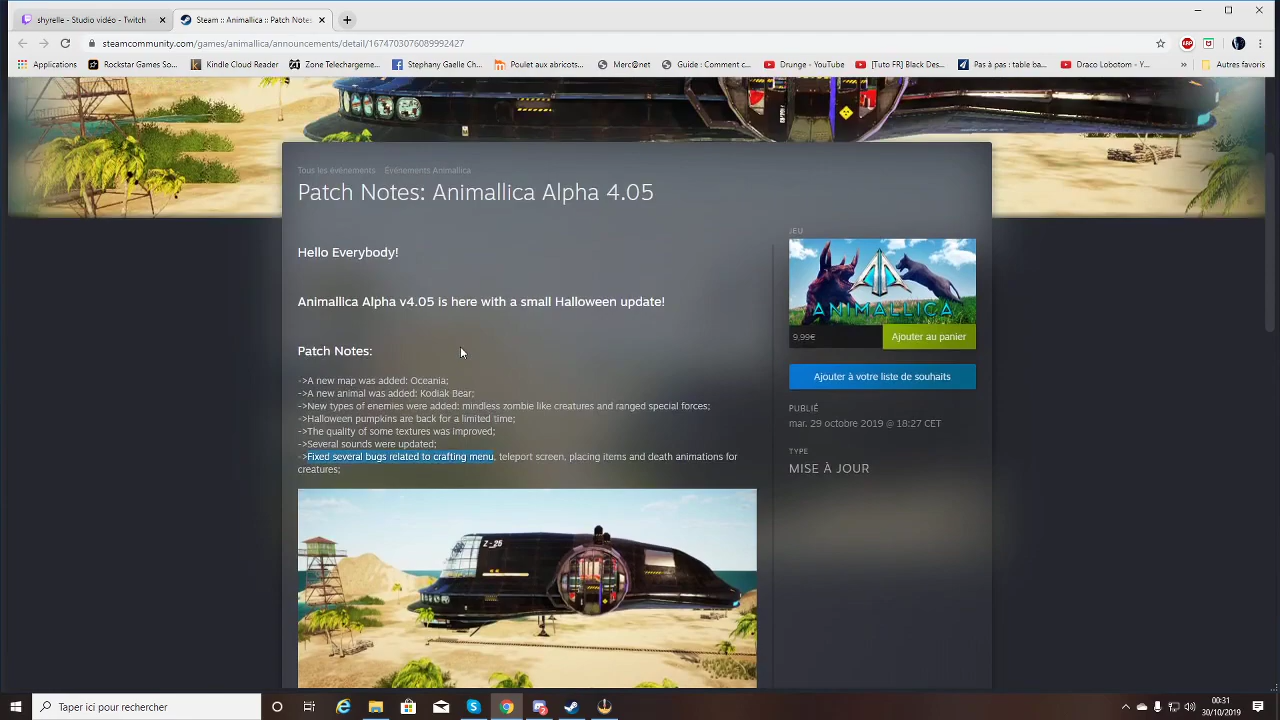 shyrelle - Studio vidéo - Twitch
Steam :: Animallica :: Patch Notes
steamcommunity.com/games/animallica/announcements/detail/1674703076089992427
Applications
Rockstar Games So...
Kindle Cloud Reader
Zone Telechargeme...
Stephany Gaëlle Ch...
Poulet aux abricots...
Merc@net
Guide : Comment c...
Drunge - YouTube
[Tuto FR] Black Des...
Pas à pas : table ba...
Draco Lobotom - Y...
Autres favoris
Tous les événements Événements Animallica
Patch Notes: Animallica Alpha 4.05
Hello Everybody!
Animallica Alpha v4.05 is here with a small Halloween update!
Patch Notes:
->A new map was added: Oceania;
->A new animal was added: Kodiak Bear;
->New types of enemies were added: mindless zombie like creatures and ranged special forces;
->Halloween pumpkins are back for a limited time;
->The quality of some textures was improved;
->Several sounds were updated;
->Fixed several bugs related to crafting menu, teleport screen, placing items and death animations for
creatures;
Z-26
JEU
ANIMALLICA
9,99€
Ajouter au panier
Ajouter à votre liste de souhaits
PUBLIÉ
mar. 29 octobre 2019 @ 18:27 CET
TYPE
MISE À JOUR
Taper ici pour rechercher
00:31
30/10/2019